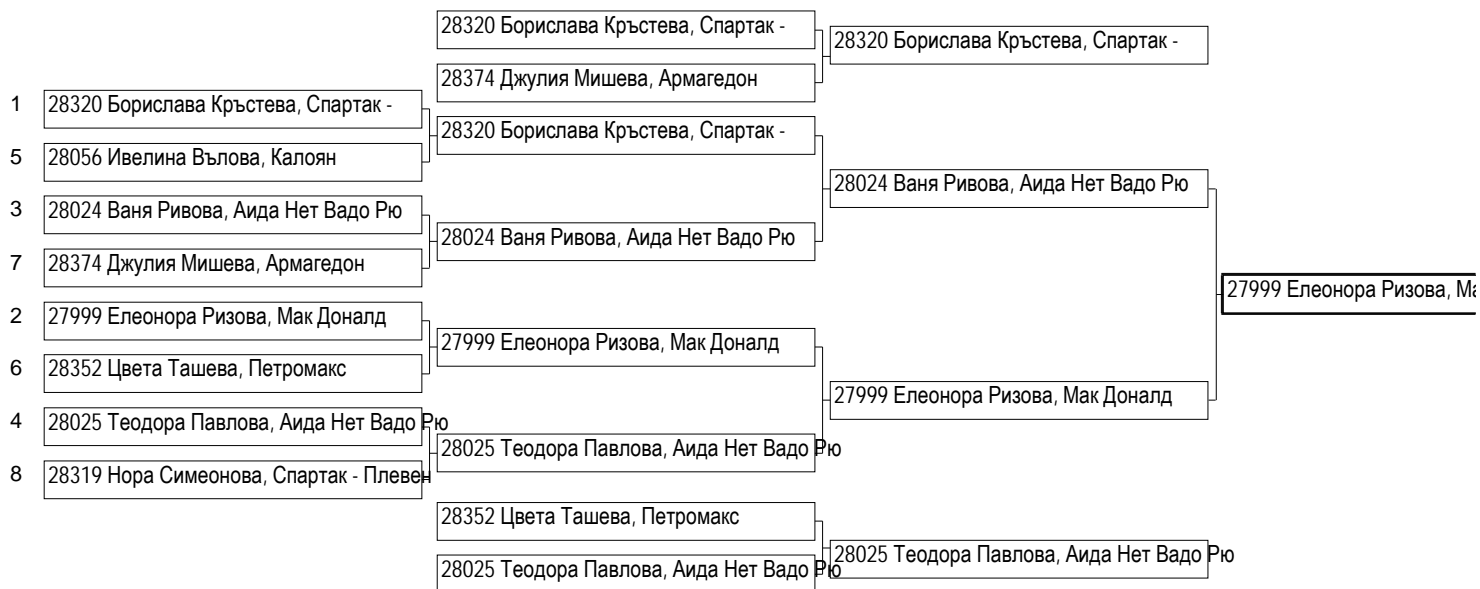 28320 Борислава Кръстева, Спартак -
28320 Борислава Кръстева, Спартак -
28374 Джулия Мишева, Армагедон
1 28320 Борислава Кръстева, Спартак -
28320 Борислава Кръстева, Спартак -
5 28056 Ивелина Вълова, Калоян
28024 Ваня Ривова, Аида Нет Вадо Рю
3 28024 Ваня Ривова, Аида Нет Вадо Рю
28024 Ваня Ривова, Аида Нет Вадо Рю
7 28374 Джулия Мишева, Армагедон
27999 Елеонора Ризова, Ма
2 27999 Елеонора Ризова, Мак Доналд
27999 Елеонора Ризова, Мак Доналд
6 28352 Цвета Ташева, Петромакс
27999 Елеонора Ризова, Мак Доналд
4 28025 Теодора Павлова, Аида Нет Вадо Рю
28025 Теодора Павлова, Аида Нет Вадо Рю
8 28319 Нора Симеонова, Спартак - Плевен
28352 Цвета Ташева, Петромакс
28025 Теодора Павлова, Аида Нет Вадо Рю
28025 Теодора Павлова, Аида Нет Вадо Рю